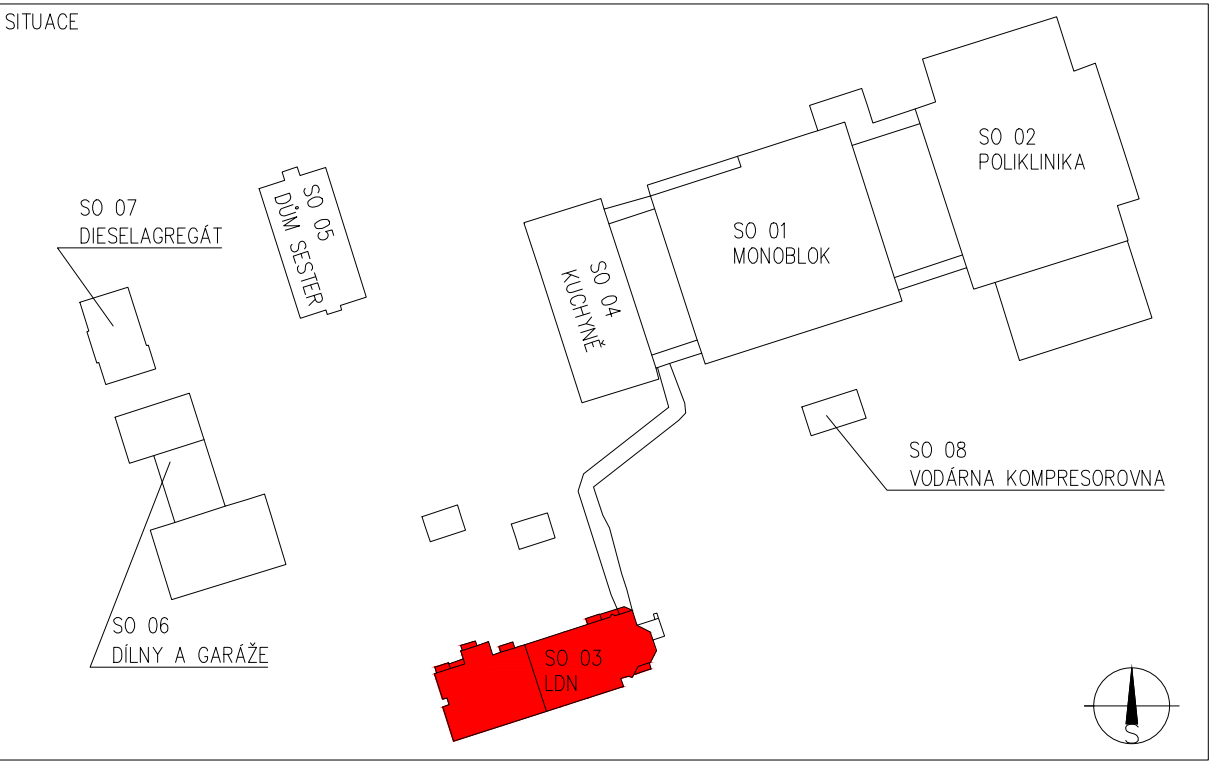 SITUACE
SO 02
POLIKLINIKA
SO 07
DIESELAGREGÁT
SO 05
DŮM SESTER
SO 01
MONOBLOK
SO 04
KUCHYNĚ
SO 08
VODÁRNA KOMPRESOROVNA
SO 06
DÍLNY A GARÁŽE
SO 03
LDN
S